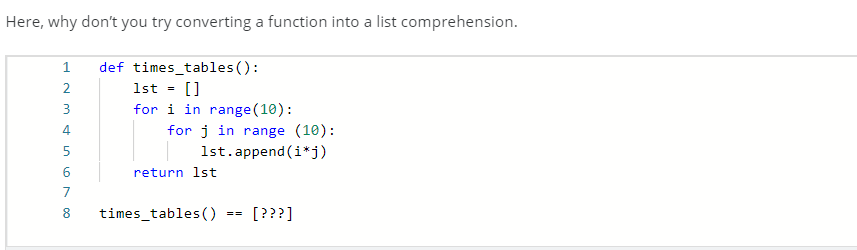 Here, why don't you try converting a function into a list comprehension.
1 def times_tables():
2     lst = []
3     for i in range(10):
4         for j in range (10):
5             lst.append(i*j)
6     return lst
7
8 times_tables() == [???]